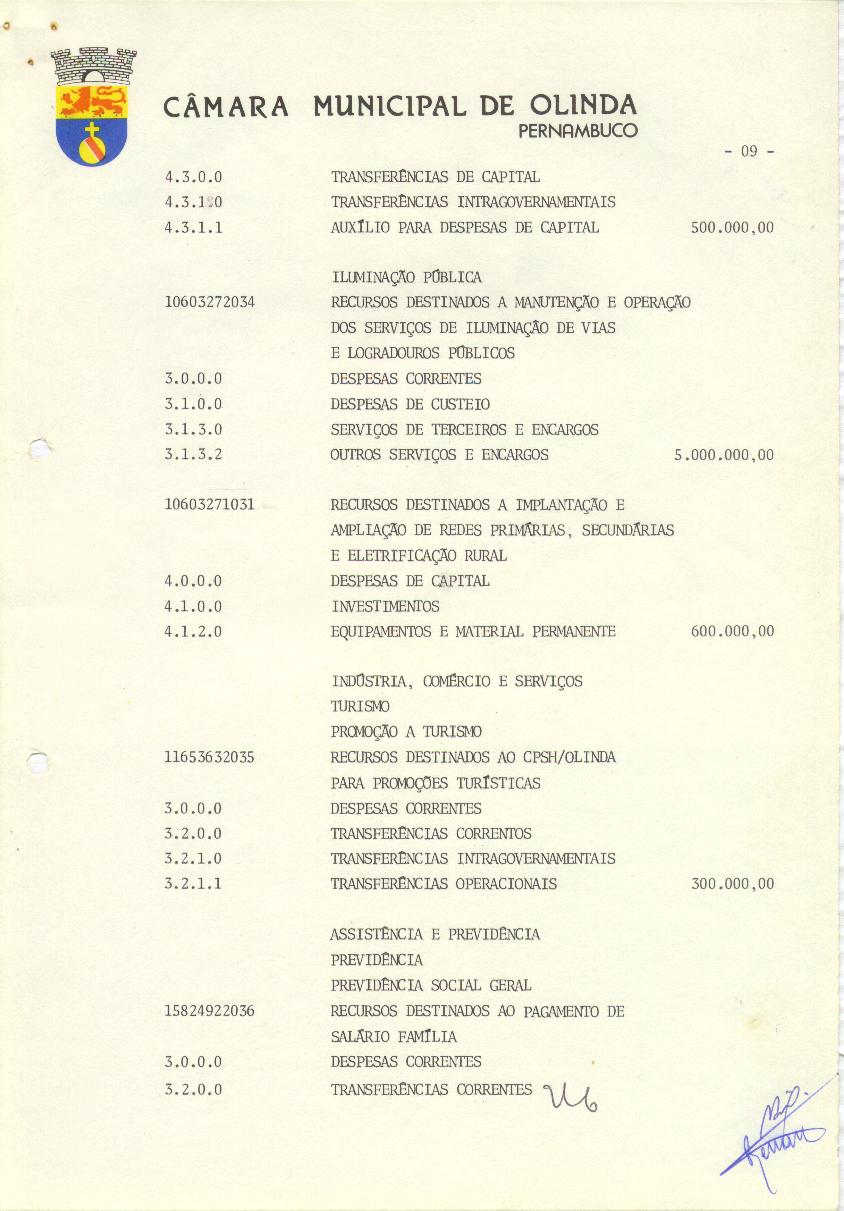 CÂMARA MUNICIPAL DE OLINDA
PERNAMBUCO
- 09 -
4.3.0.0 TRANSFERÊNCIAS DE CAPITAL
4.3.1.0 TRANSFERÊNCIAS INTRAGOVERNAMENTAIS
4.3.1.1 AUXÍLIO PARA DESPESAS DE CAPITAL 500.000,00
ILUMINAÇÃO PÚBLICA
10603272034 RECURSOS DESTINADOS A MANUTENÇÃO E OPERAÇÃO
DOS SERVIÇOS DE ILUMINAÇÃO DE VIAS
E LOGRADOUROS PÚBLICOS
3.0.0.0 DESPESAS CORRENTES
3.1.0.0 DESPESAS DE CUSTEIO
3.1.3.0 SERVIÇOS DE TERCEIROS E ENCARGOS
3.1.3.2 OUTROS SERVIÇOS E ENCARGOS 5.000.000,00
10603271031 RECURSOS DESTINADOS A IMPLANTAÇÃO E
AMPLIAÇÃO DE REDES PRIMÁRIAS, SECUNDÁRIAS
E ELETRIFICAÇÃO RURAL
4.0.0.0 DESPESAS DE CAPITAL
4.1.0.0 INVESTIMENTOS
4.1.2.0 EQUIPAMENTOS E MATERIAL PERMANENTE 600.000,00
INDÚSTRIA, COMÉRCIO E SERVIÇOS
TURISMO
PROMOÇÃO A TURISMO
11653632035 RECURSOS DESTINADOS AO CPSH/OLINDA
PARA PROMOÇÕES TURÍSTICAS
3.0.0.0 DESPESAS CORRENTES
3.2.0.0 TRANSFERÊNCIAS CORRENTOS
3.2.1.0 TRANSFERÊNCIAS INTRAGOVERNAMENTAIS
3.2.1.1 TRANSFERÊNCIAS OPERACIONAIS 300.000,00
ASSISTÊNCIA E PREVIDÊNCIA
PREVIDÊNCIA
PREVIDÊNCIA SOCIAL GERAL
15824922036 RECURSOS DESTINADOS AO PAGAMENTO DE
SALÁRIO FAMÍLIA
3.0.0.0 DESPESAS CORRENTES
3.2.0.0 TRANSFERÊNCIAS CORRENTES